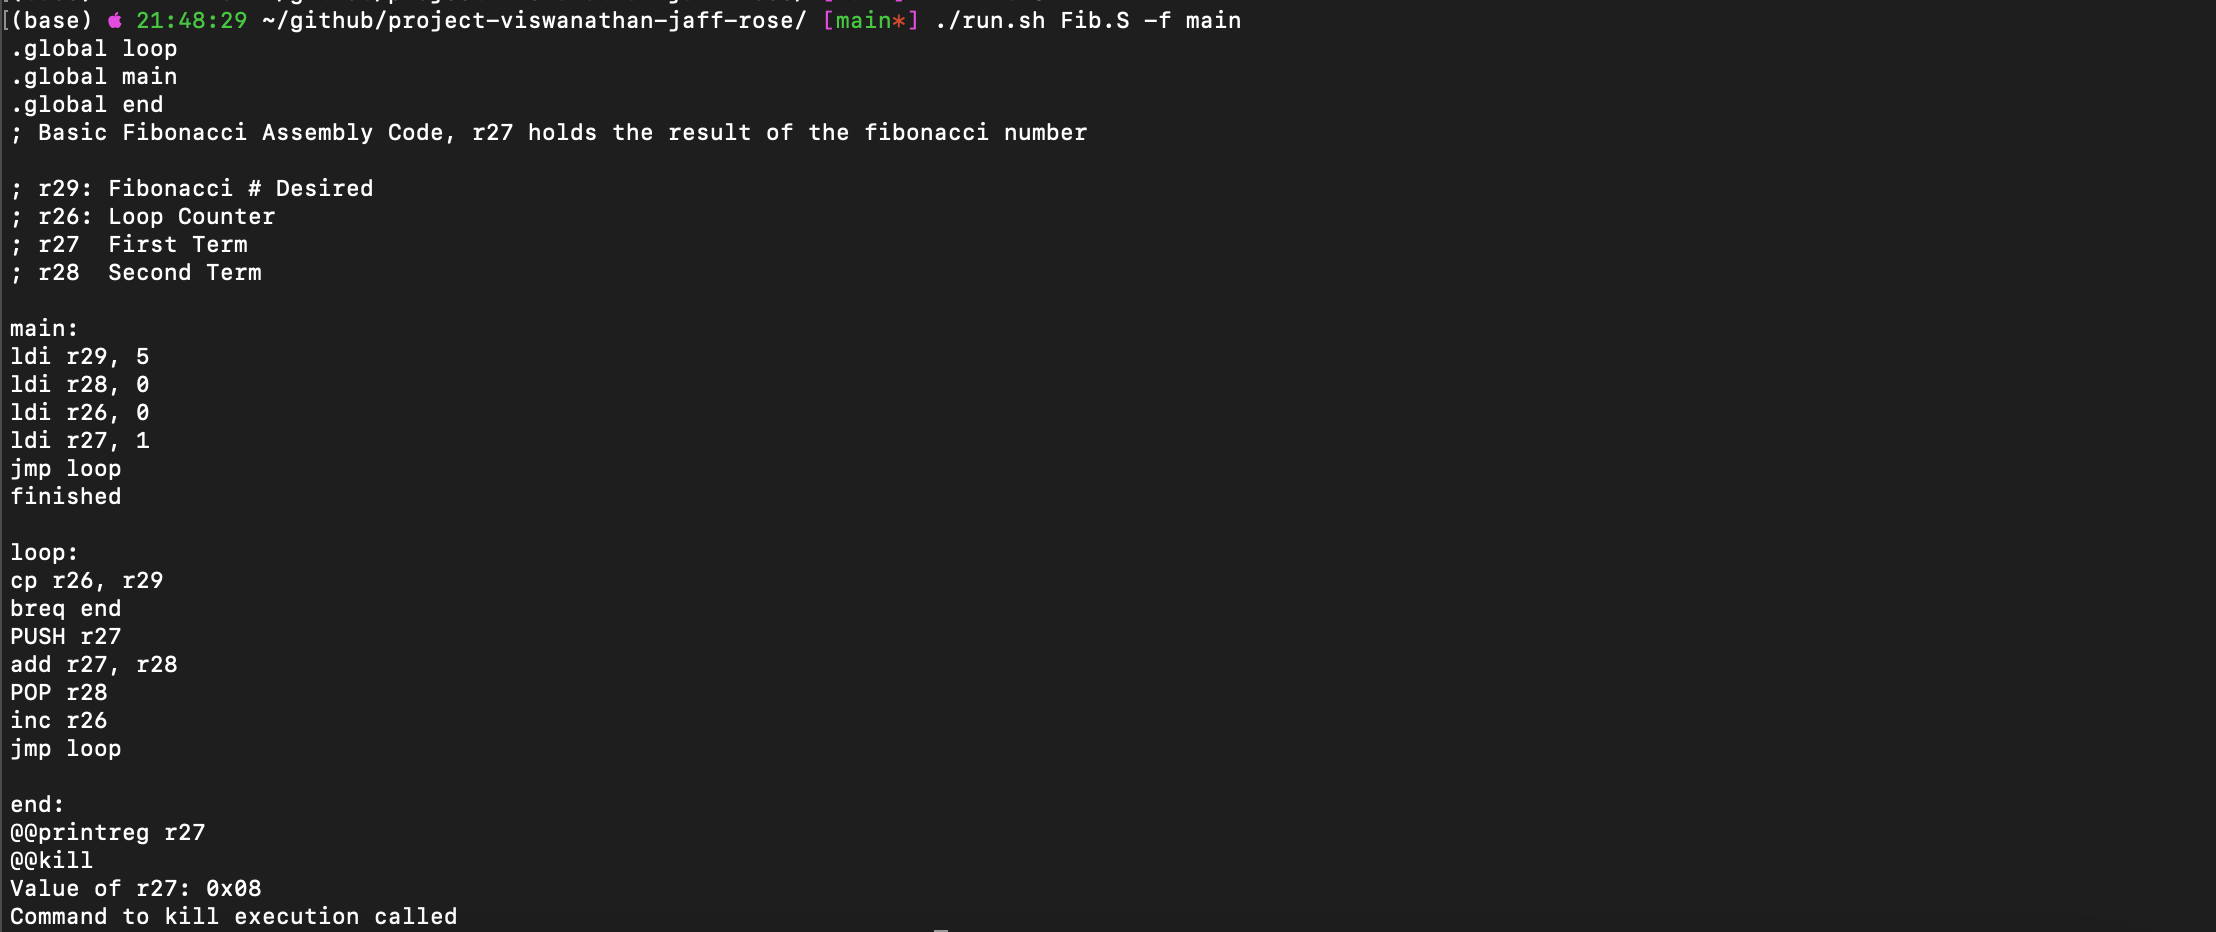 [(base)  21:48:29 ~/github/project-viswanathan-jaff-rose/ [main*] ./run.sh Fib.S -f main
.global loop
.global main
.global end
; Basic Fibonacci Assembly Code, r27 holds the result of the fibonacci number
; r29: Fibonacci # Desired
; r26: Loop Counter
; r27  First Term
; r28  Second Term
main:
ldi r29, 5
ldi r28, 0
ldi r26, 0
ldi r27, 1
jmp loop
finished
loop:
cp r26, r29
breq end
PUSH r27
add r27, r28
POP r28
inc r26
jmp loop
end:
@@printreg r27
@@kill
Value of r27: 0x08
Command to kill execution called